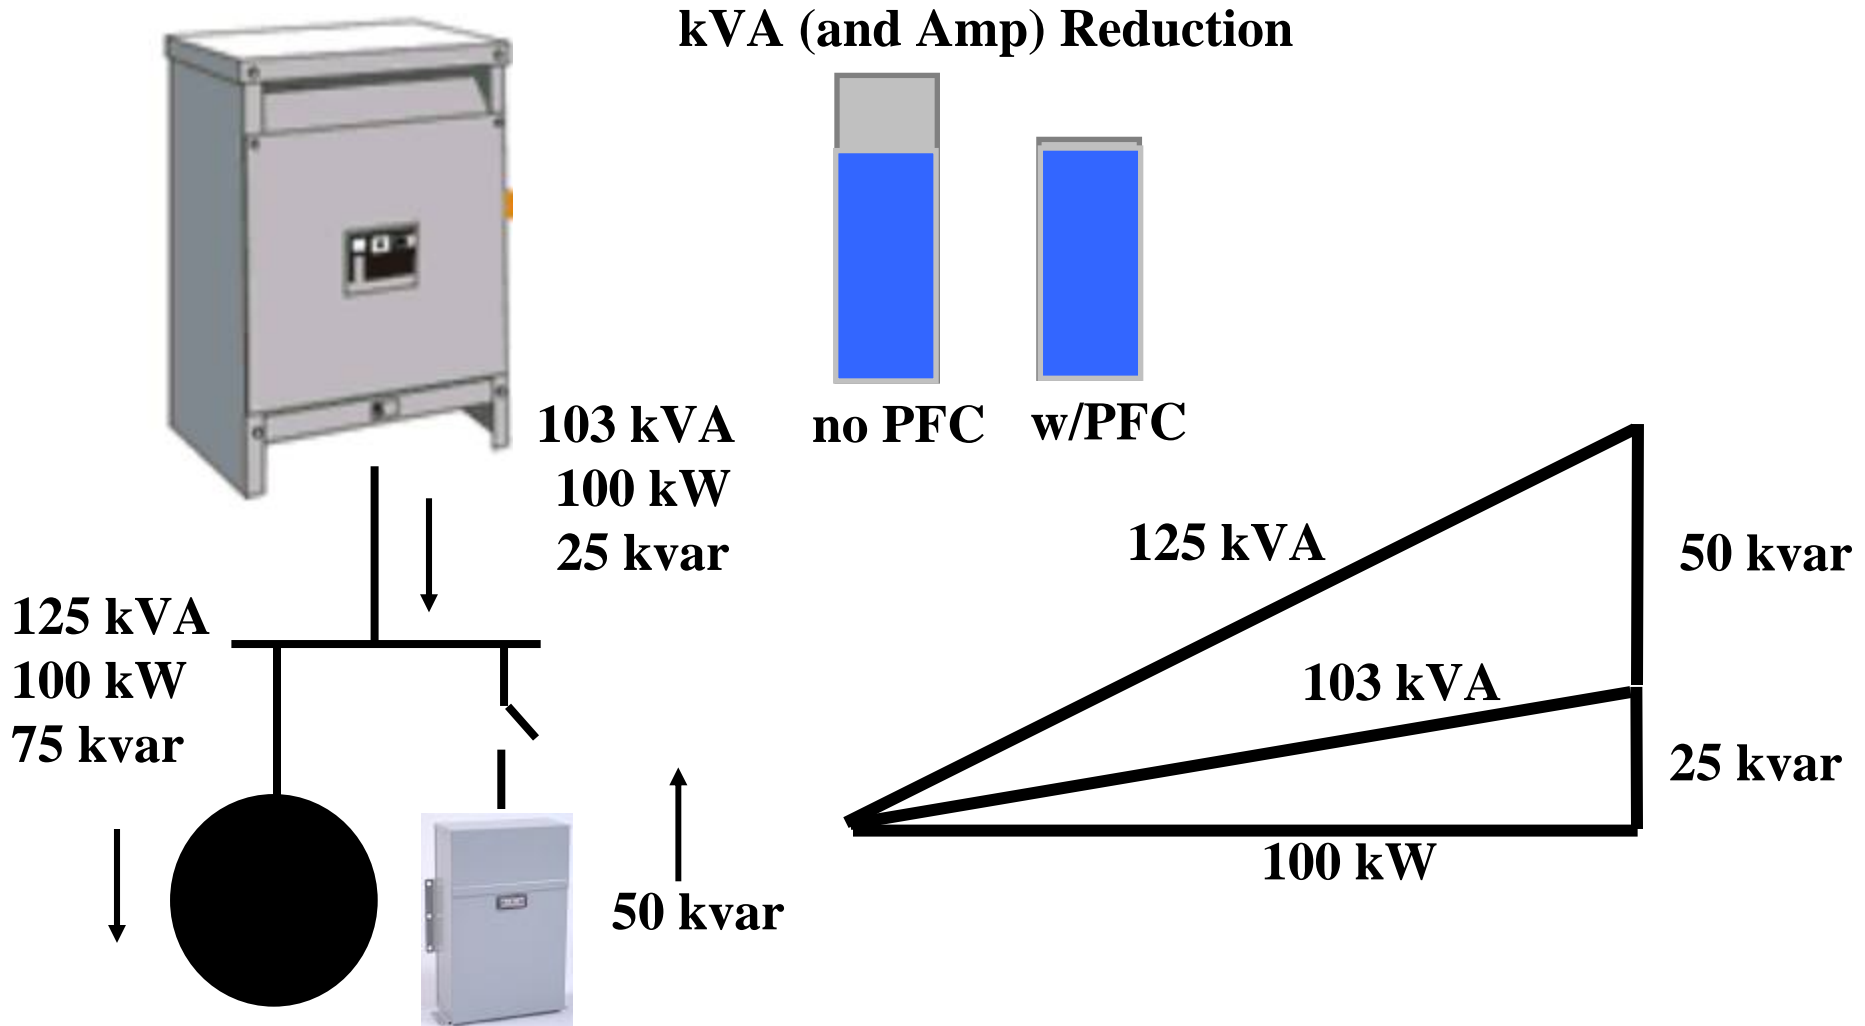 kVA (and Amp) Reduction
no PFC
w/PFC
103 kVA
100 kW
25 kvar
125 kVA
100 kW
75 kvar
50 kvar
125 kVA
50 kvar
103 kVA
25 kvar
100 kW